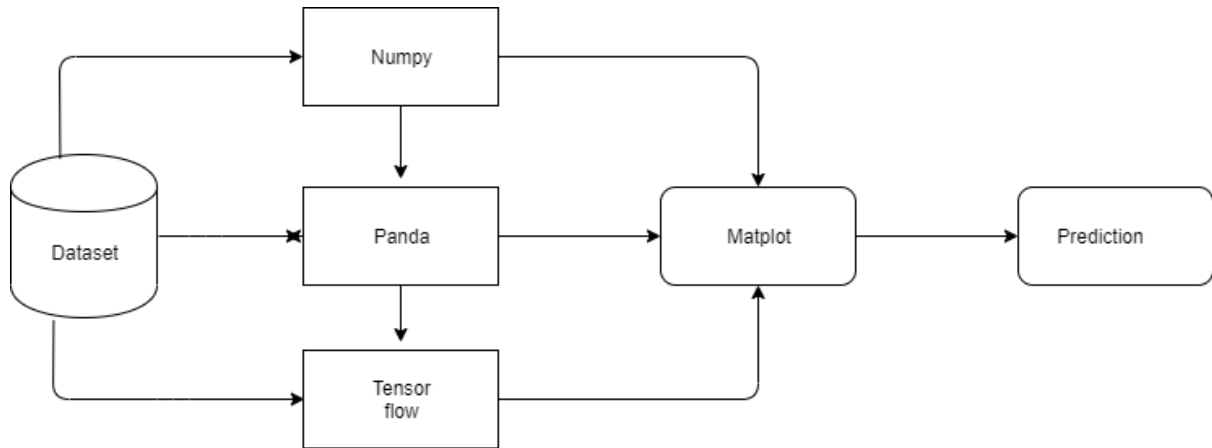 Numpy
Dataset
Panda
Matplot
Prediction
Tensor
flow